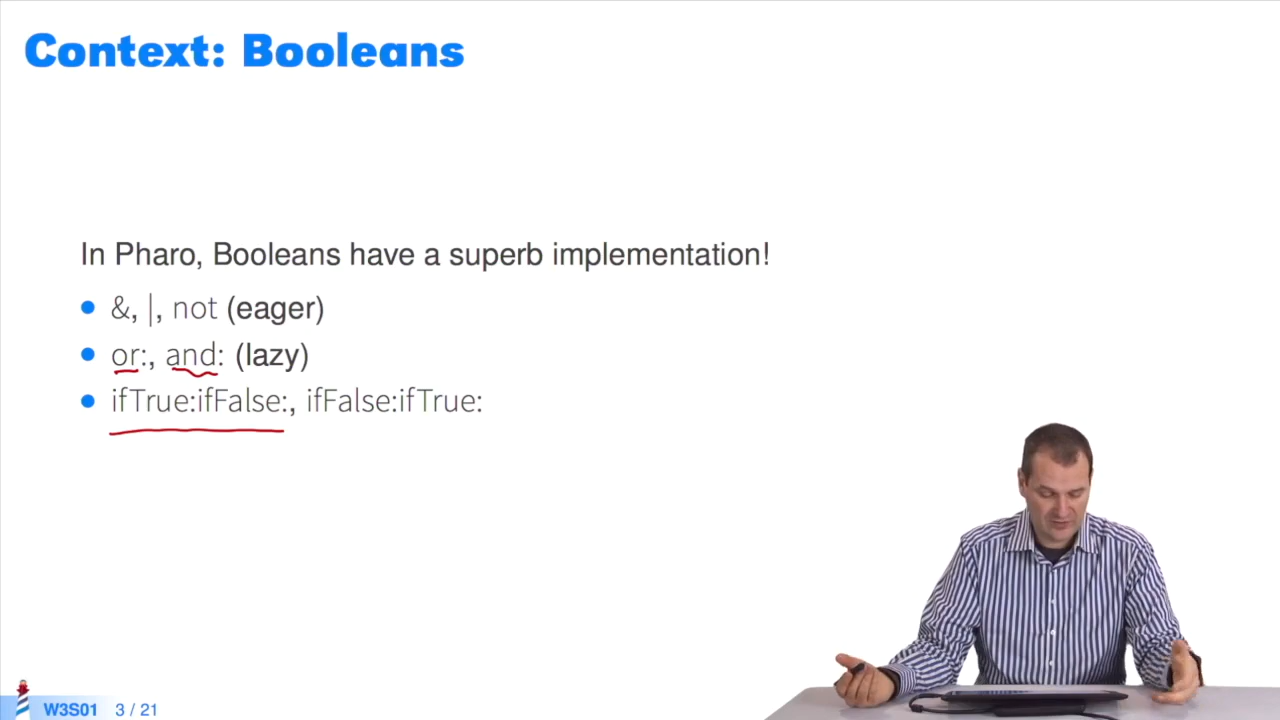 Context: Booleans
In Pharo, Booleans have a superb implementation!
&, |, not (eager)
or:, and: (lazy)
ifTrue:ifFalse:, ifFalse:ifTrue:
W3S01 3 / 21